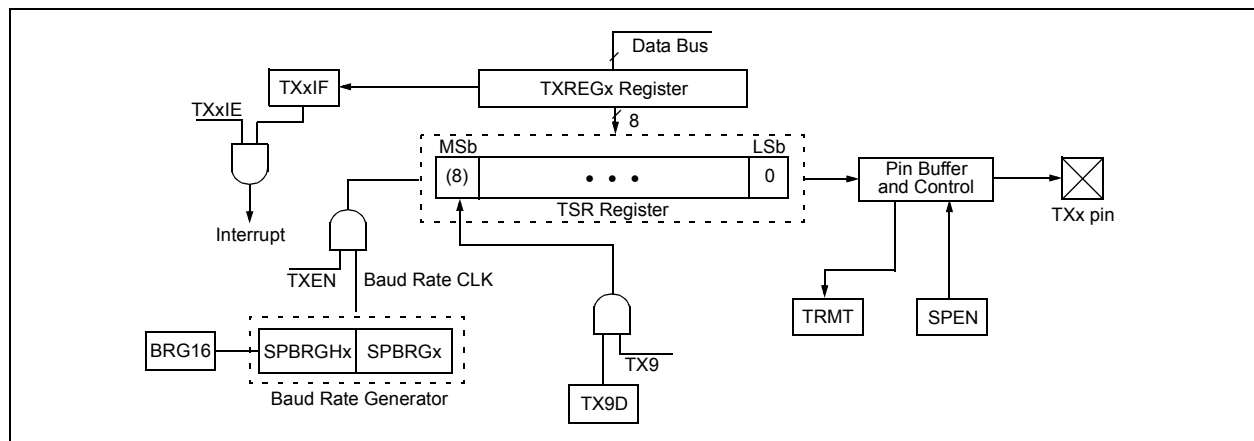 Data Bus
TXxIF
TXREGx Register
TXxIE
8
MSb
LSb
(8)
• • •
0
Pin Buffer
and Control
TSR Register
TXx pin
Interrupt
TXEN
Baud Rate CLK
TRMT
SPEN
BRG16
SPBRGHx
SPBRGx
TX9
Baud Rate Generator
TX9D